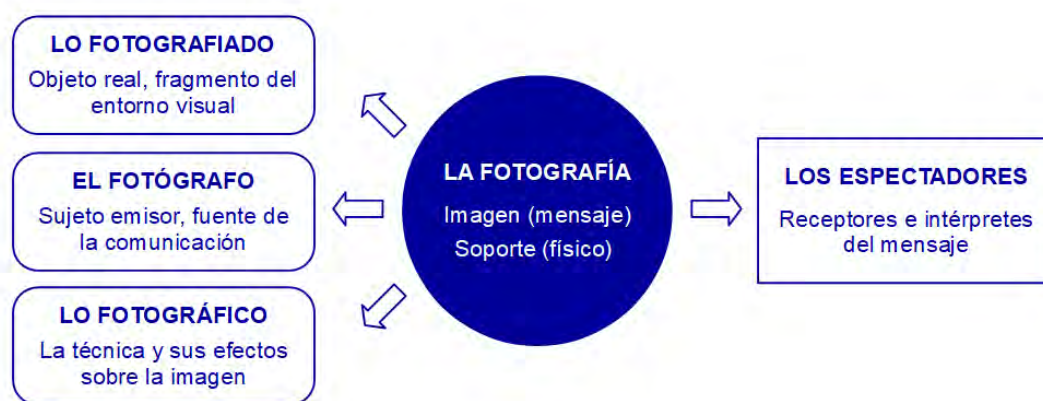 LO FOTOGRAFIADO
Objeto real, fragmento del
entorno visual
EL FOTÓGRAFO
Sujeto emisor, fuente de
la comunicación
LO FOTOGRÁFICO
La técnica y sus efectos
sobre la imagen
LA FOTOGRAFÍA
Imagen (mensaje)
Soporte (físico)
LOS ESPECTADORES
Receptores e intérpretes
del mensaje